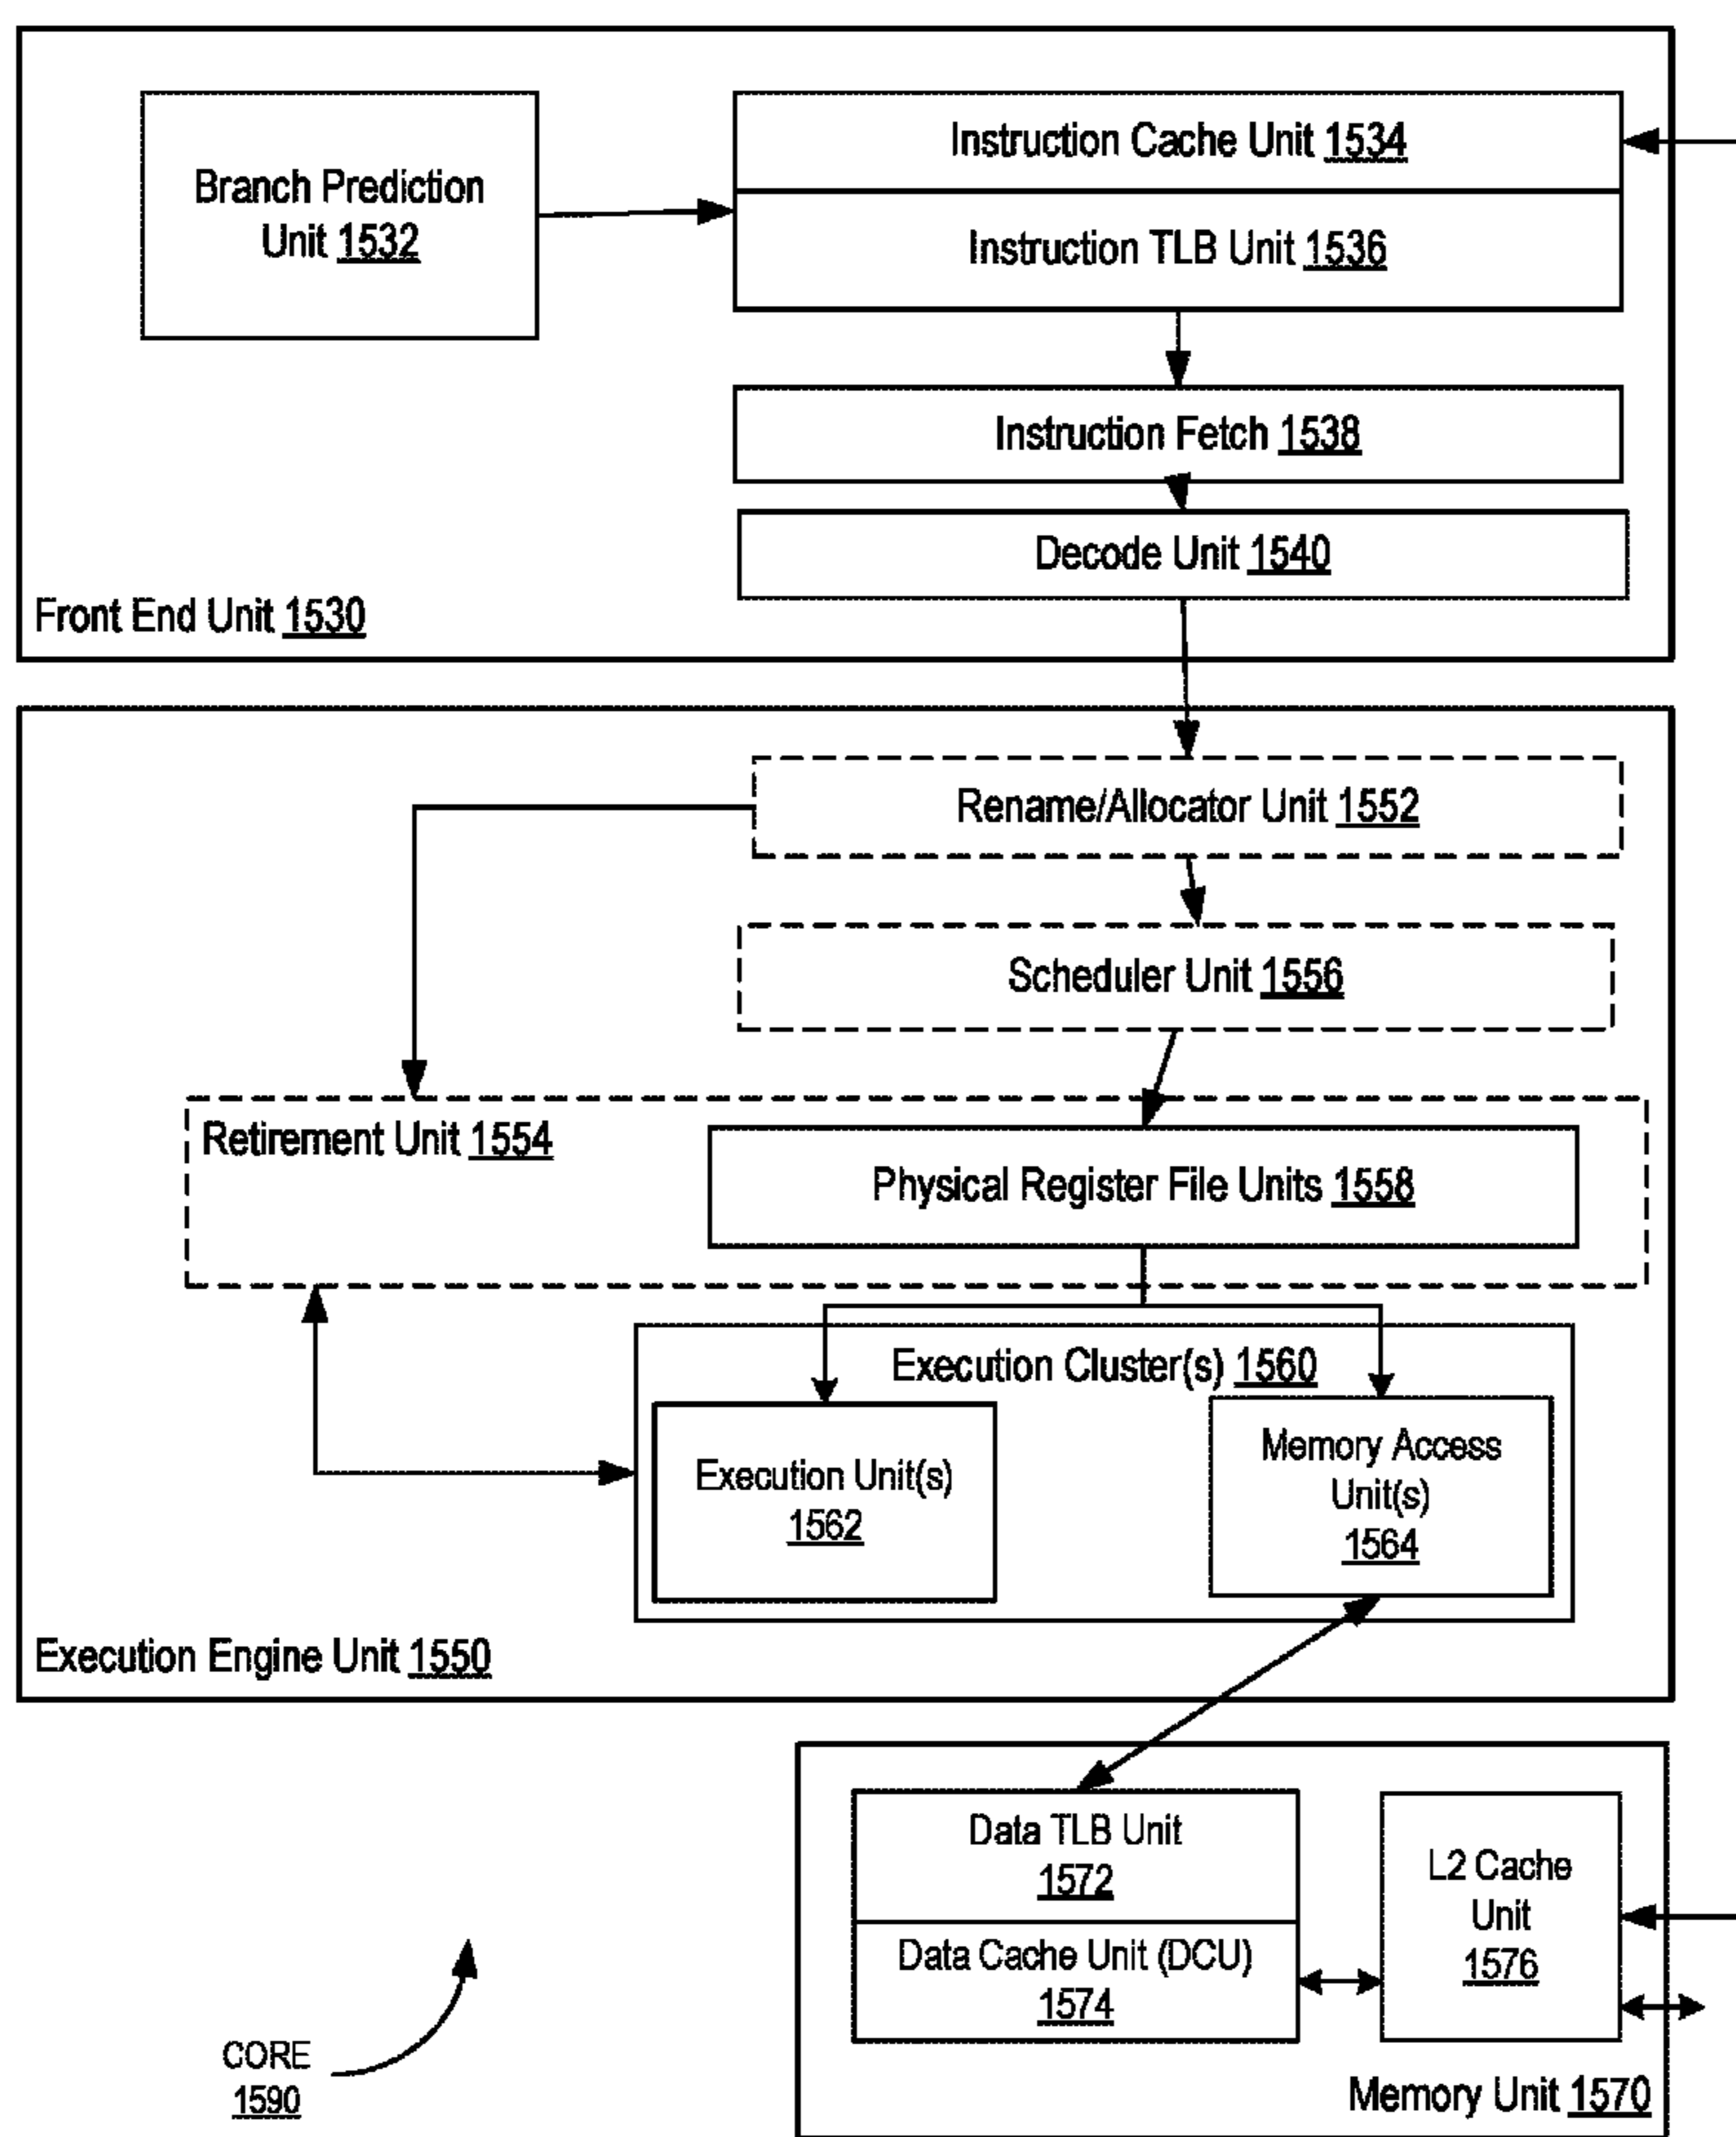 Branch Prediction
Unit 1532
Instruction Cache Unit 1534
Instruction TLB Unit 1536
Instruction Fetch 1538
Decode Unit 1540
Front End Unit 1530
Rename/Allocator Unit 1552
Scheduler Unit 1556
Retirement Unit 1554
Physical Register File Units 1558
Execution Cluster(s) 1560
Execution Unit(s)
1562
Memory Access
Unit(s)
1564
Execution Engine Unit 1550
Data TLB Unit
1572
Data Cache Unit (DCU)
1574
L2 Cache
Unit
1576
Memory Unit 1570
CORE
1590